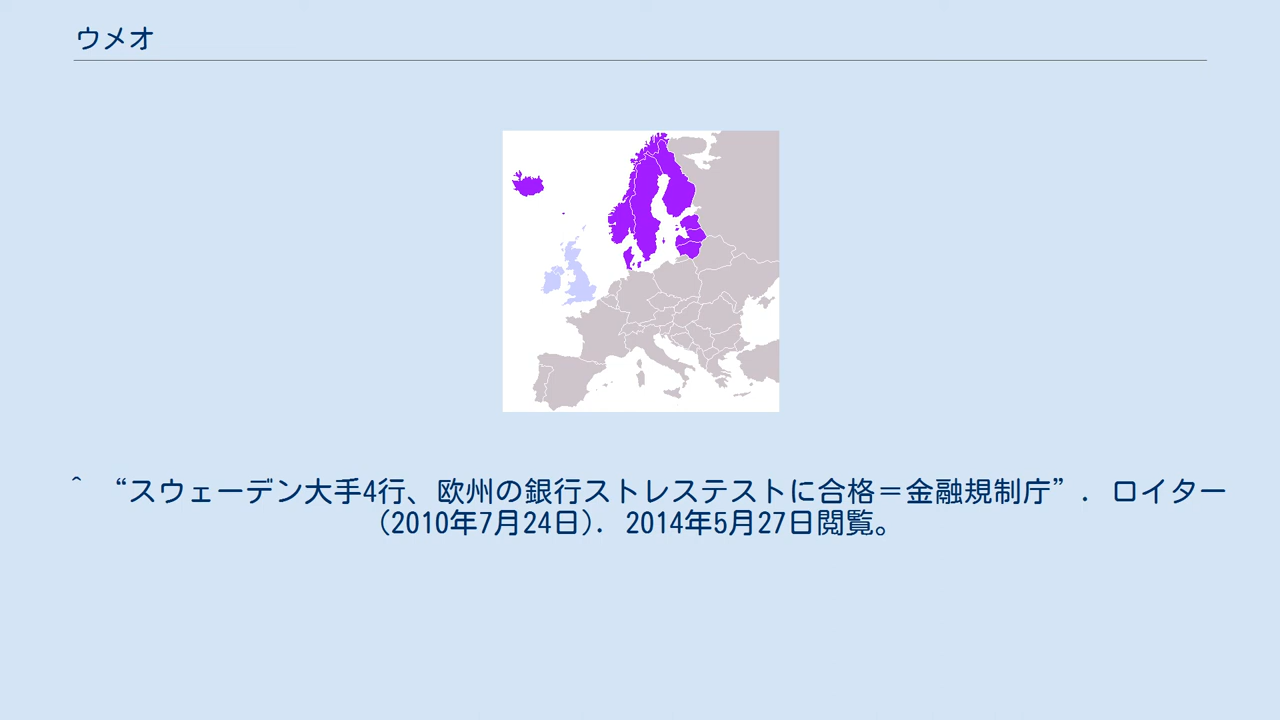 ウメオ
^ “スウェーデン大手4行、欧州の銀行ストレステストに合格＝金融規制庁”. ロイター
(2010年7月24日). 2014年5月27日閲覧。